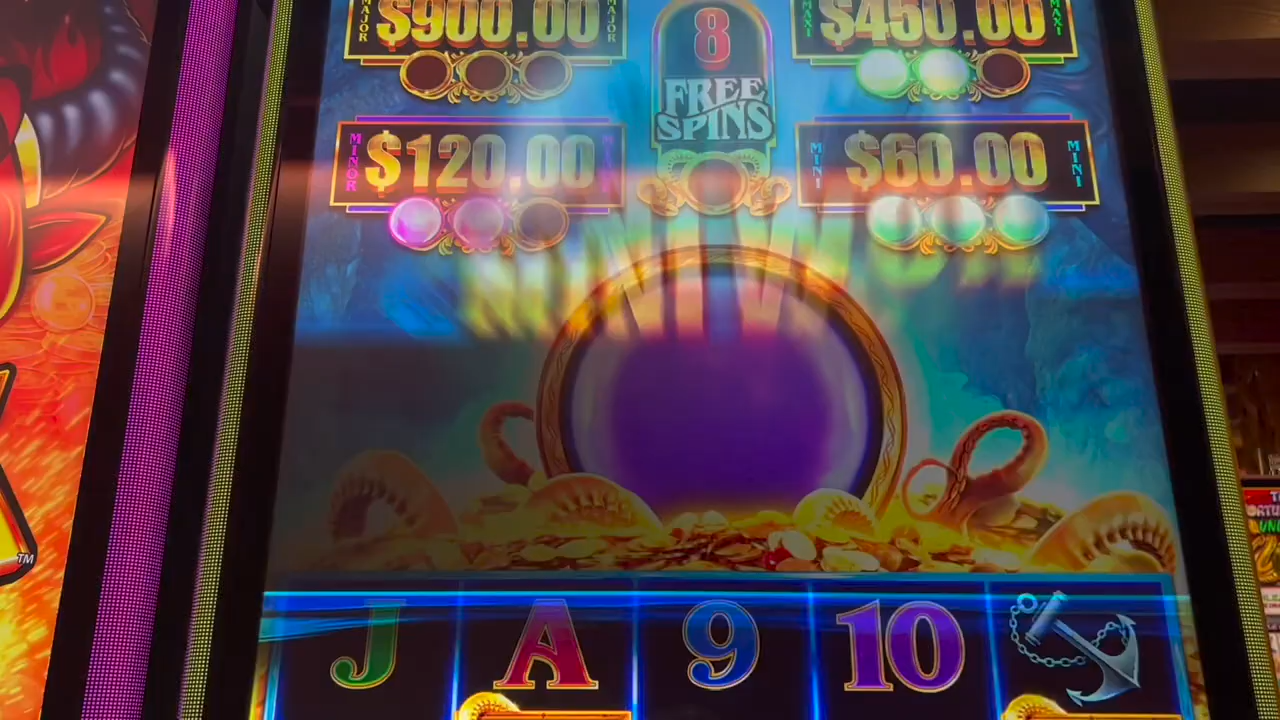 MAJOR $900.00 MAJOR
8
MAXI $450.00 MAXI
FREE
SPINS
MINOR $120.00
MINI $60.00 MINI
J A 9 10
TM